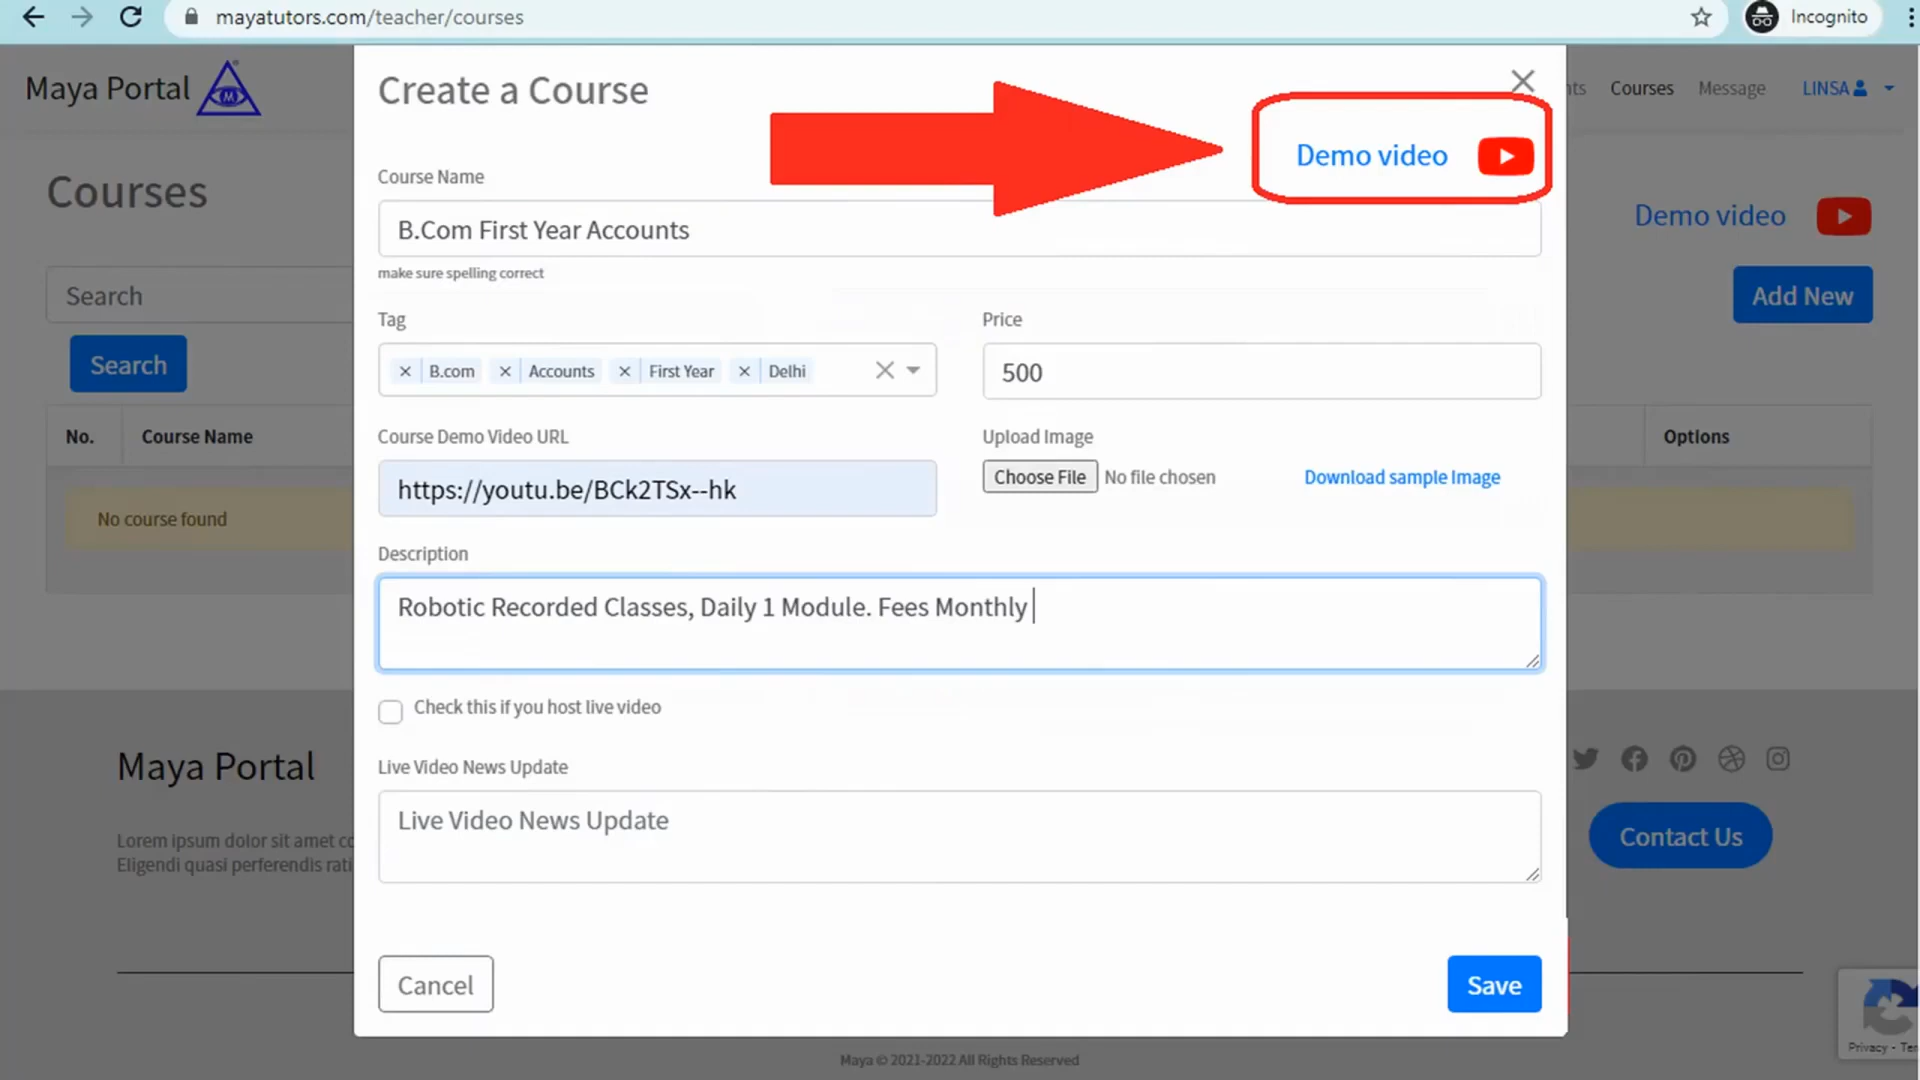 mayatutors.com/teacher/courses
Incognito
Maya Portal
M
Create a Course
Courses
Message
LINSA
Demo video
Courses
Course Name
B.Com First Year Accounts
make sure spelling correct
Demo video
Search
Add New
Search
Tag
Price
B.com
Accounts
First Year
Delhi
500
No.
Course Name
Options
Course Demo Video URL
Upload Image
https://youtu.be/BCk2TSx--hk
Choose File
No file chosen
Download sample Image
No course found
Description
Robotic Recorded Classes, Daily 1 Module. Fees Monthly
Check this if you host live video
Maya Portal
Live Video News Update
Live Video News Update
Lorem ipsum dolor sit amet
Eligendi quasi perferendis
Contact Us
Cancel
Save
Privacy -
Maya © 2021-2022 All Rights Reserved